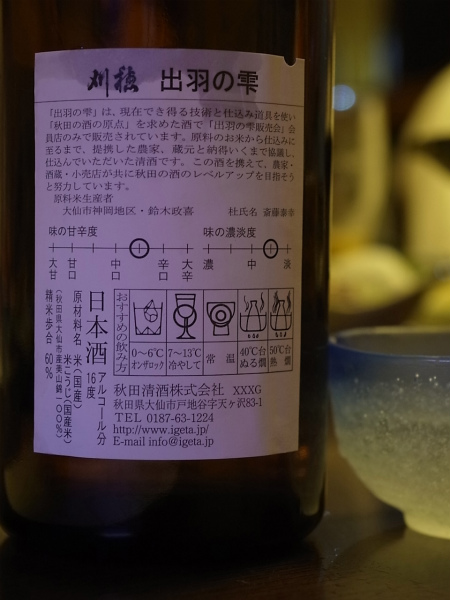 刈穂 出羽の雫
「出羽の雫」は、現在でき得る技術と仕込み道具を使い
「秋田の酒の原点」を求めた酒で「出羽の雫販売会」会
員店のみで販売されています。原料のお米から仕込みに
至るまで、提携した農家、蔵元と納得いくまで協議し、
仕込んでいただいた清酒です。この酒を携えて、農家・
酒蔵・小売店が共に秋田の酒のレベルアップを目指そう
と努力しています。
原料米生産者
大仙市神岡地区・鈴木政喜 杜氏名 斎藤泰幸
味の甘辛度 味の濃淡度
大甘 甘口 中口 辛口 大辛 濃 中 淡
おすすめの飲み方
0〜6℃ オンザロック
7〜13℃ 冷やして
常温
40℃台 ぬる燗
50℃台 熱燗
日本酒 アルコール分 16度
原材料名 米(国産) 米こうじ(国産米)
(秋田県大仙市産美山錦一〇〇%)
精米歩合 60%
秋田清酒株式会社 XXXG
秋田県大仙市戸地谷字天ヶ沢83-1
TEL 0187-63-1224
http://www.igeta.jp/
E-mail info@igeta.jp